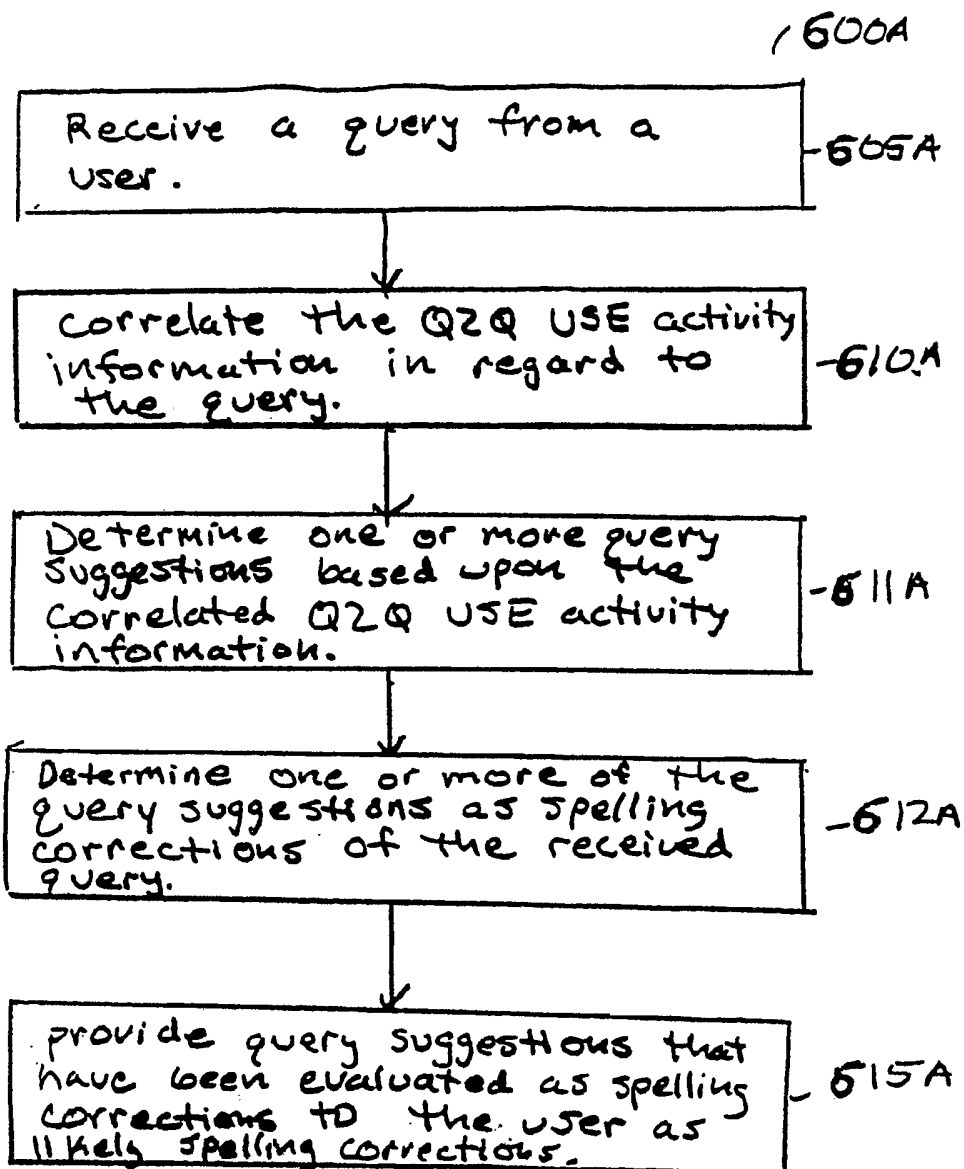 600A
Receive a query from a
user.
605A
correlate the Q2Q USE activity
information in regard to
the query.
610A
Determine one or more query
suggestions based upon the
correlated Q2Q USE activity
information.
611A
Determine one or more of the
query suggestions as spelling
corrections of the received
query.
612A
provide query suggestions that
have been evaluated as spelling
corrections to the user as
likely spelling corrections.
615A